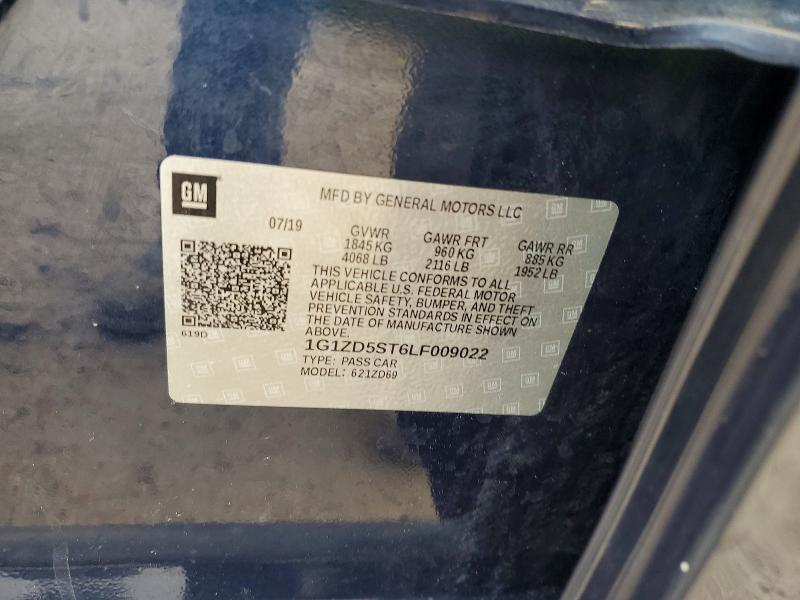 GM
MFD BY GENERAL MOTORS LLC
07/19
GVWR GAWR FRT GAWR RR
1845 KG 960 KG 885 KG
4068 LB 2116 LB 1952 LB
THIS VEHICLE CONFORMS TO ALL
APPLICABLE U.S. FEDERAL MOTOR
VEHICLE SAFETY, BUMPER, AND THEFT
PREVENTION STANDARDS IN EFFECT ON
THE DATE OF MANUFACTURE SHOWN
ABOVE.
619D
1G1ZD5ST6LF009022
TYPE: PASS CAR
MODEL: 621ZD69